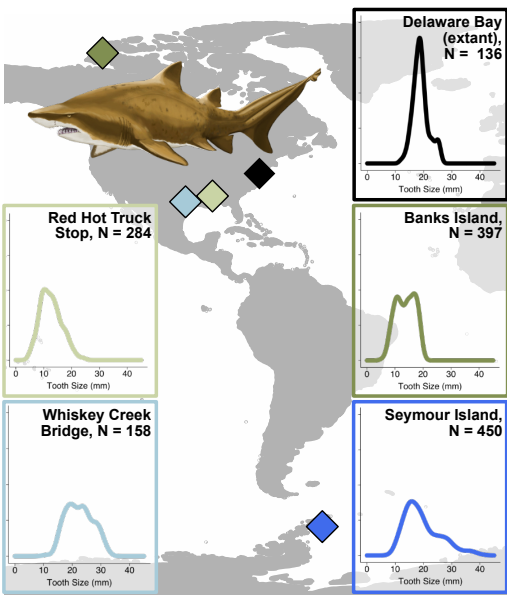 Delaware Bay
(extant),
N = 136
0 10 20 30 40
Tooth Size (mm)
Red Hot Truck
Stop, N = 284
0 10 20 30 40
Tooth Size (mm)
Banks Island,
N = 397
0 10 20 30 40
Tooth Size (mm)
Whiskey Creek
Bridge, N = 158
0 10 20 30 40
Tooth Size (mm)
Seymour Island,
N = 450
0 10 20 30 40
Tooth Size (mm)